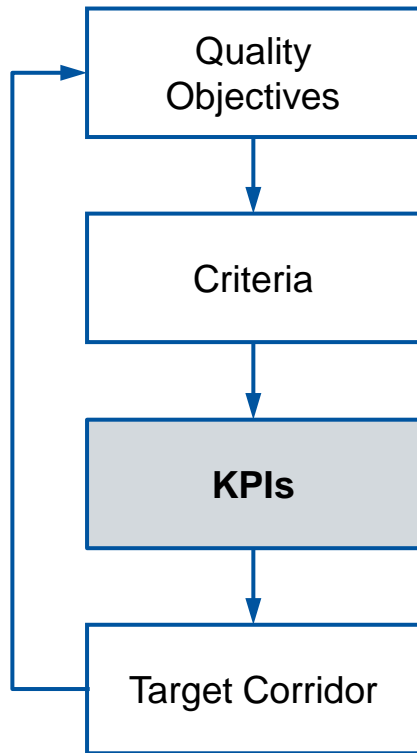 Quality
Objectives
Criteria
KPIs
Target Corridor